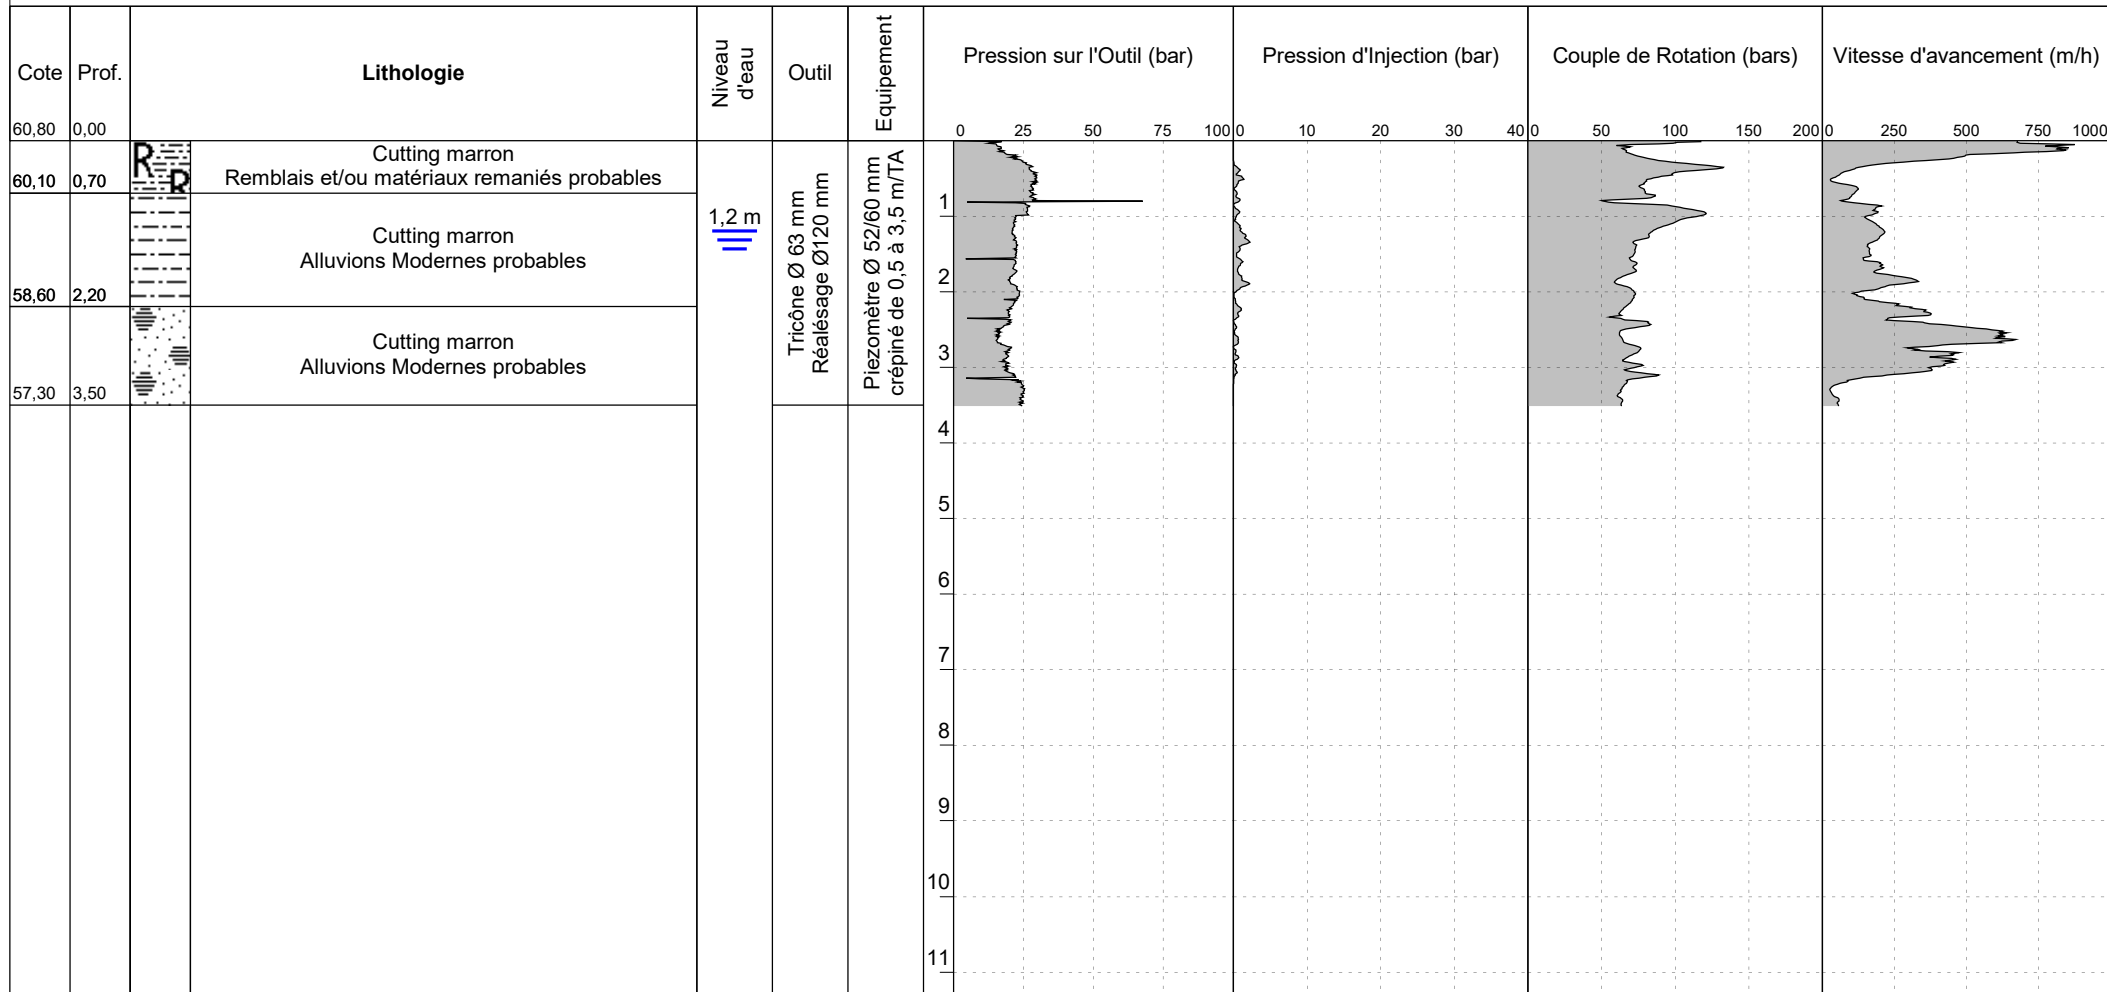 Cote
Prof.
Lithologie
Niveau
d'eau
Outil
Equipement
Pression sur l'Outil (bar)
Pression d'Injection (bar)
Couple de Rotation (bars)
Vitesse d'avancement (m/h)
60,80
0,00
0 25 50 75 100
0 10 20 30 40
0 50 100 150 200
0 250 500 750 1000
R
R
Cutting marron
Remblais et/ou matériaux remaniés probables
60,10
0,70
Cutting marron
Alluvions Modernes probables
58,60
2,20
Cutting marron
Alluvions Modernes probables
57,30
3,50
1,2 m
Tricône Ø 63 mm
Réaléssage Ø120 mm
Piezomètre Ø 52/60 mm
crépiné de 0,5 à 3,5 m/TA
1
2
3
4
5
6
7
8
9
10
11